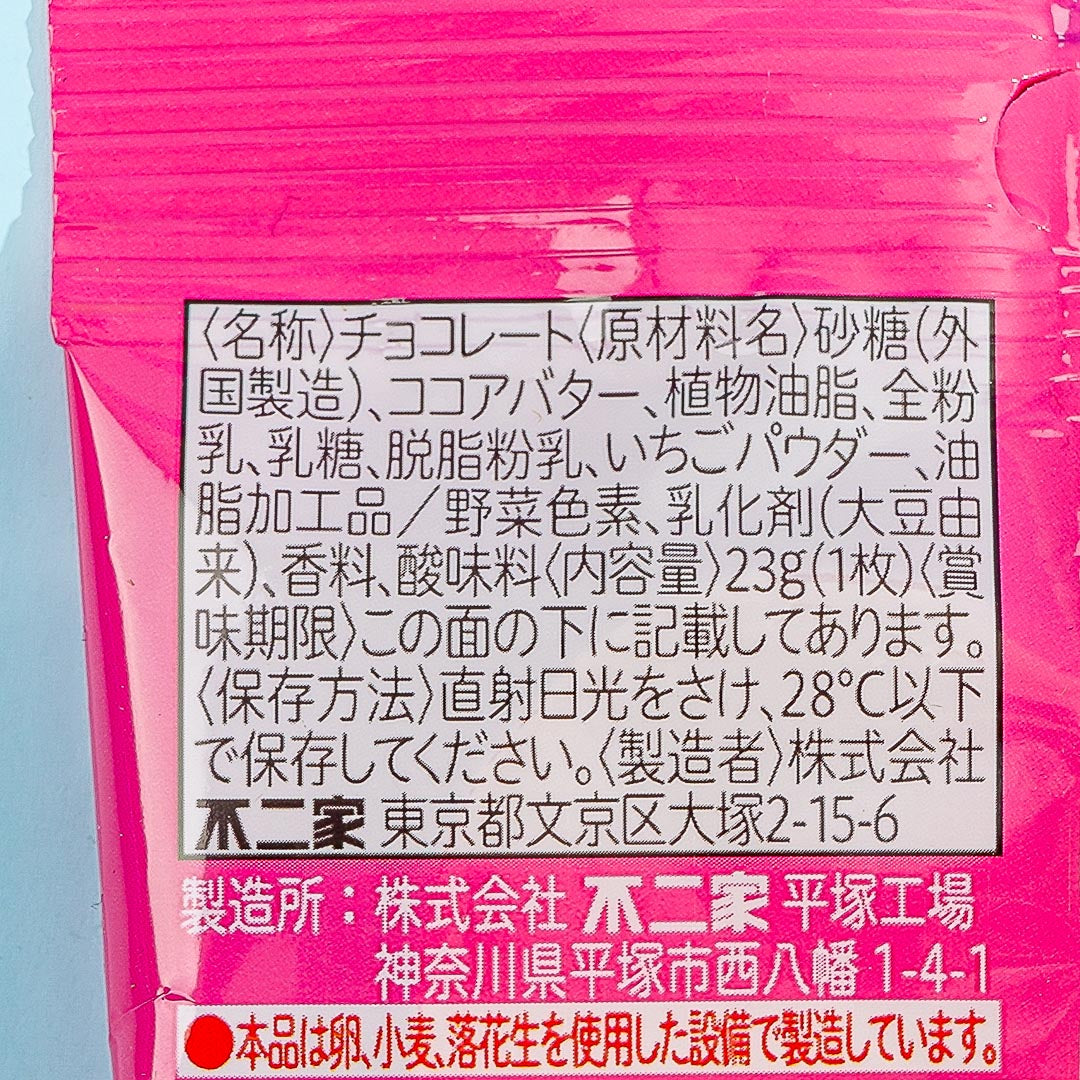 〈名称〉チョコレート〈原材料名〉砂糖(外
国製造)、ココアバター、植物油脂、全粉
乳、乳糖、脱脂粉乳、いちごパウダー、油
脂加工品／野菜色素、乳化剤(大豆由
来)、香料、酸味料〈内容量〉23g(1枚)〈賞
味期限〉この面の下に記載してあります。
〈保存方法〉直射日光をさけ、28℃以下
で保存してください。〈製造者〉株式会社
不二家 東京都文京区大塚2-15-6
製造所：株式会社 不二家 平塚工場
神奈川県平塚市西八幡 1-4-1
●本品は卵、小麦、落花生を使用した設備で製造しています。